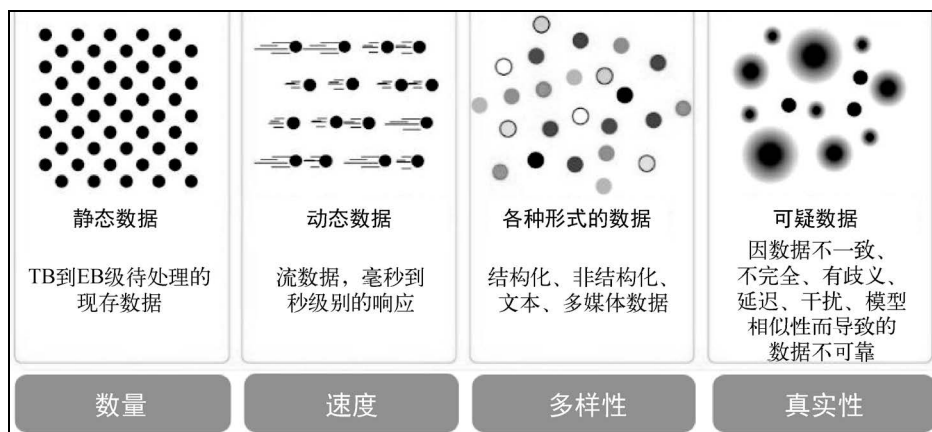 静态数据
TB到EB级待处理的
现存数据
数量
动态数据
流数据，毫秒到
秒级别的响应
速度
各种形式的数据
结构化、非结构化、
文本、多媒体数据
多样性
可疑数据
因数据不一致、
不完全、有歧义、
延迟、干扰、模型
相似性而导致的
数据不可靠
真实性